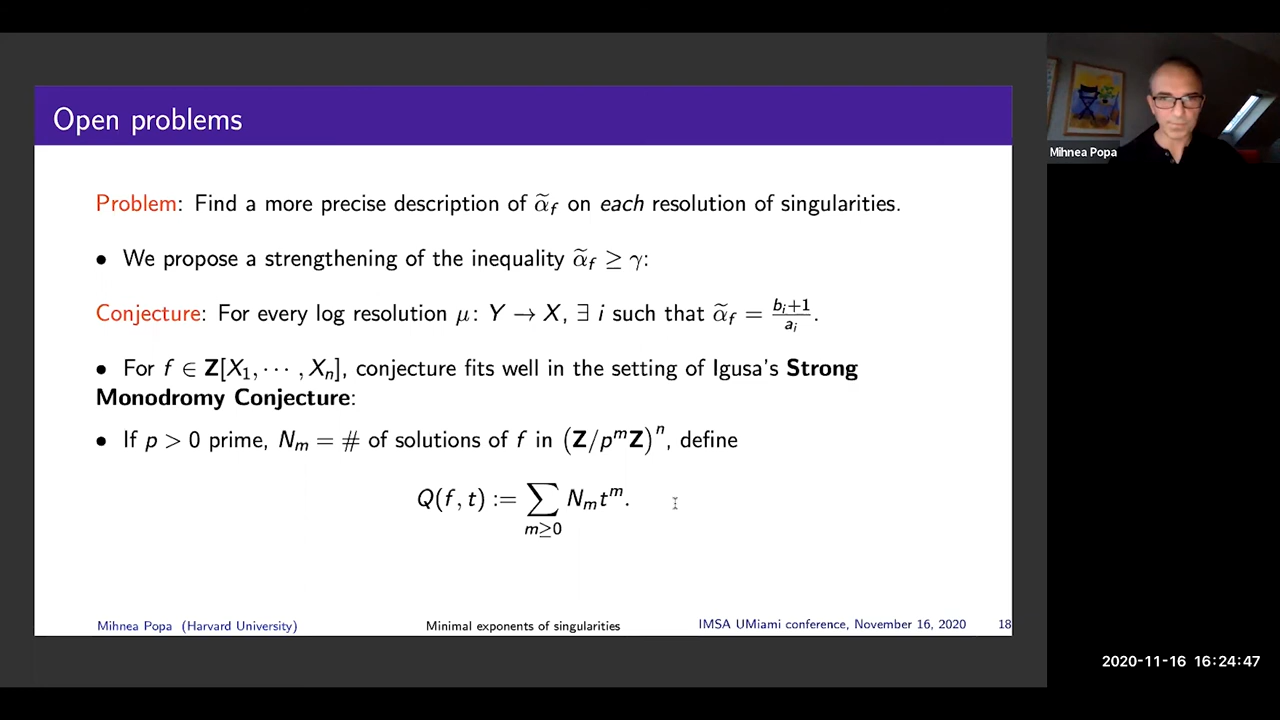 Open problems
Problem: Find a more precise description of α̃_f on each resolution of singularities.
• We propose a strengthening of the inequality α̃_f ≥ γ:
Conjecture: For every log resolution μ: Y → X, ∃ i such that α̃_f = (b_i+1)/a_i.
• For f ∈ Z[X_1, ⋯ , X_n], conjecture fits well in the setting of Igusa's Strong
Monodromy Conjecture:
• If p > 0 prime, N_m = # of solutions of f in (Z/p^mZ)^n, define
Q(f, t) := ∑_{m≥0} N_m t^m.
Mihnea Popa (Harvard University) Minimal exponents of singularities IMSA UMiami conference, November 16, 2020 18
Mihnea Popa
2020-11-16 16:24:47